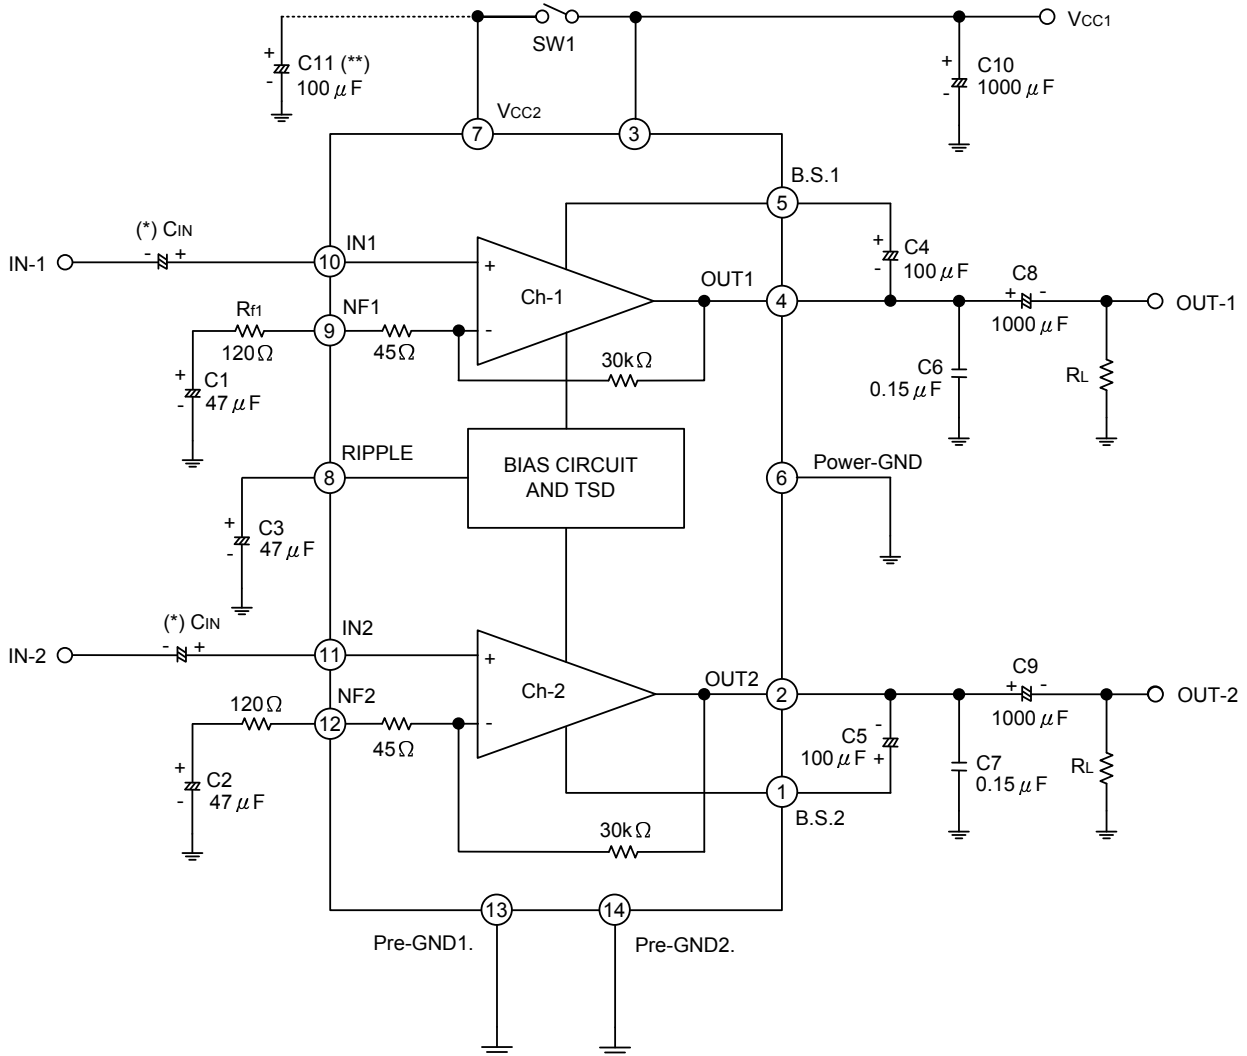 VCC1
SW1
+
C11 (**)
-
100 μF
+
C10
-
1000 μF
VCC2
7
3
B.S.1
5
(*) CIN
- +
IN1
IN-1
10
+
Ch-1
OUT1
4
+
C4
-
100 μF
C8
+ -
1000 μF
OUT-1
Rf1
120Ω
NF1
9
45Ω
-
30kΩ
+
C1
-
47 μF
C6
0.15 μF
RL
RIPPLE
8
BIAS CIRCUIT
AND TSD
Power-GND
6
+
C3
-
47 μF
(*) CIN
- +
IN2
IN-2
11
+
Ch-2
OUT2
2
C9
+ -
1000 μF
OUT-2
120Ω
NF2
12
45Ω
-
+
C2
-
47 μF
-
C5
100 μF
+
C7
0.15 μF
RL
1
B.S.2
30kΩ
13
14
Pre-GND1.
Pre-GND2.